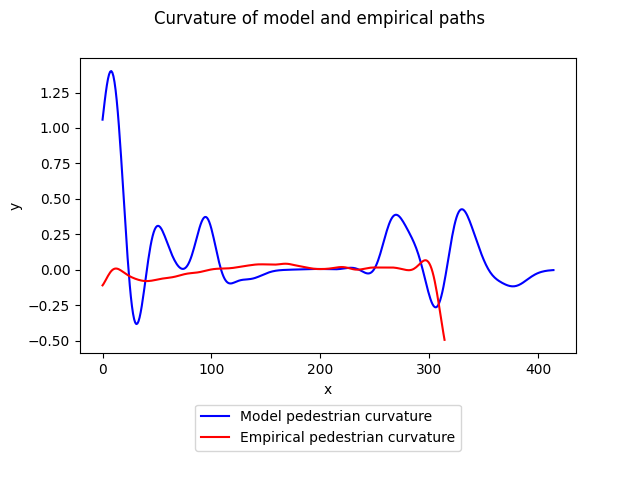 Curvature of model and empirical paths
1.25
1.00
0.75
0.50
0.25
0.00
−0.25
−0.50
y
0 100 200 300 400
x
Model pedestrian curvature
Empirical pedestrian curvature